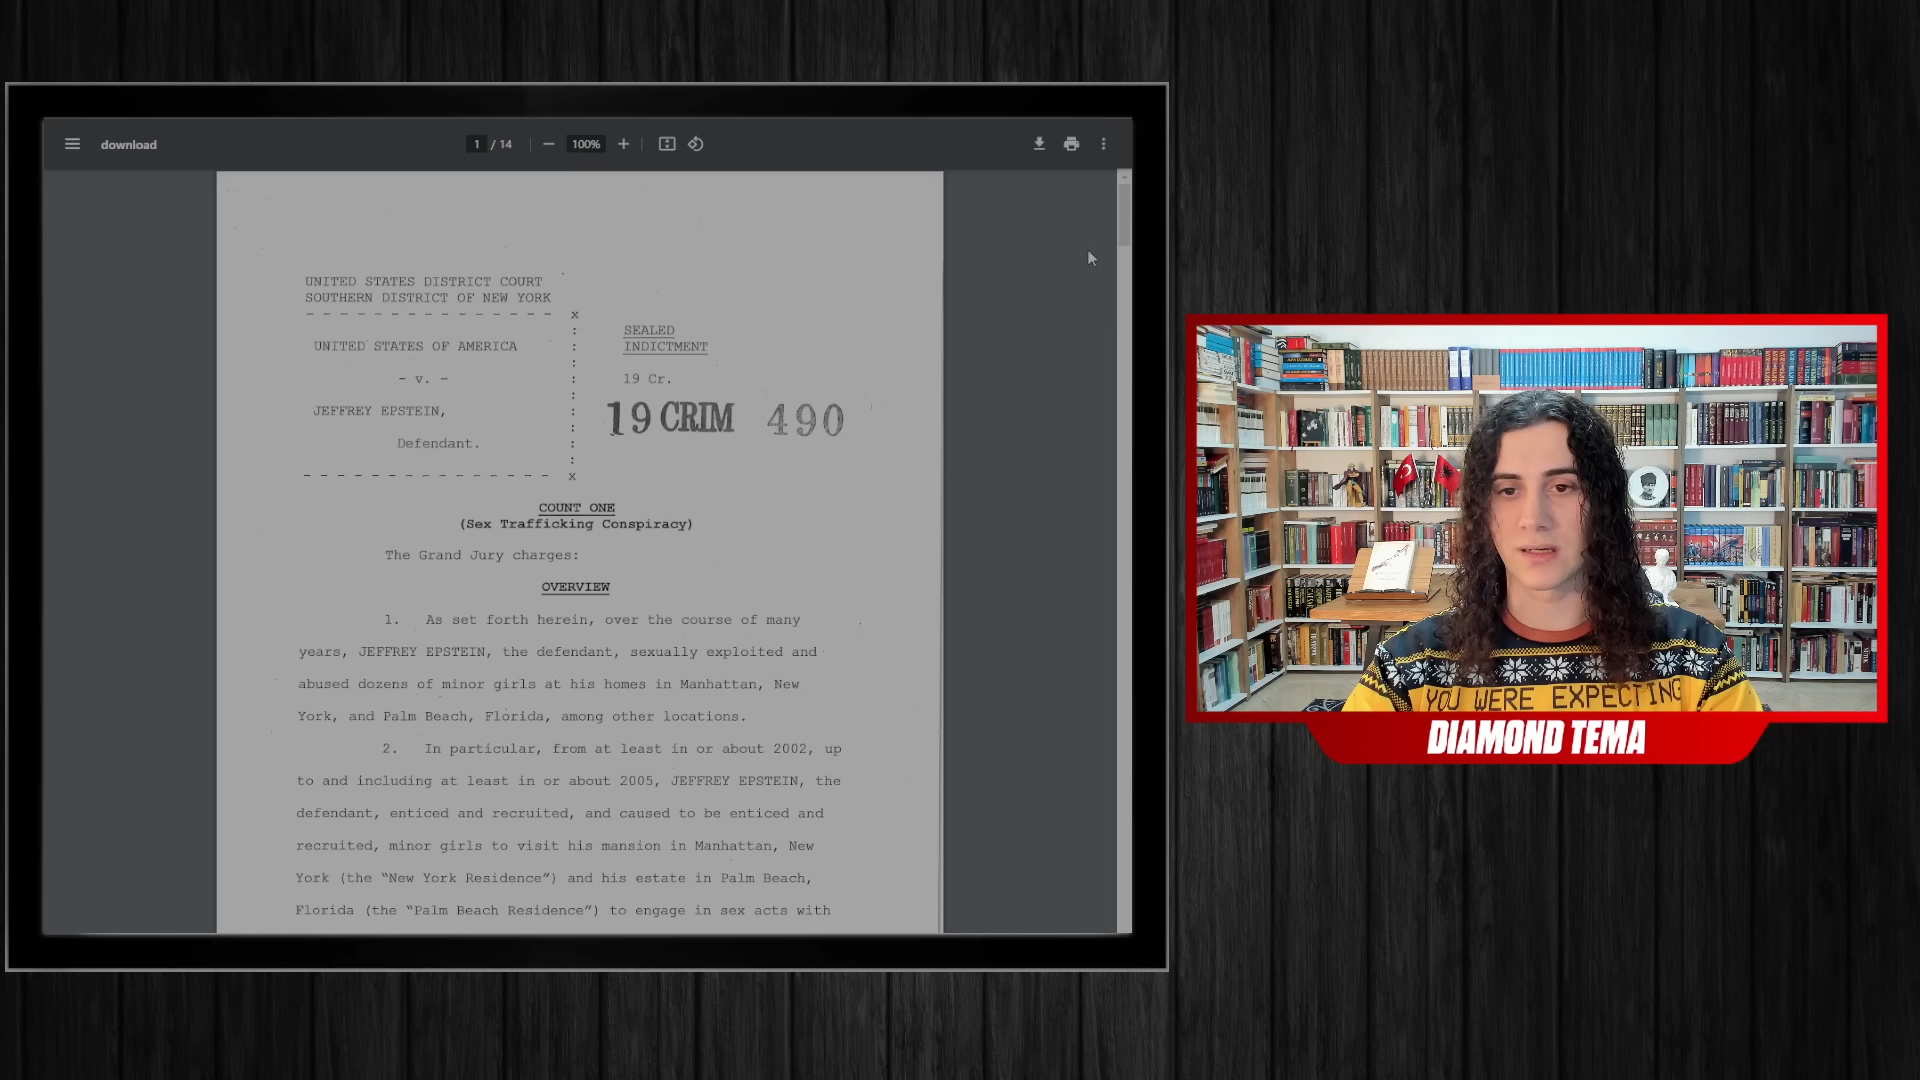 download
1 / 14
100%
UNITED STATES DISTRICT COURT
SOUTHERN DISTRICT OF NEW YORK
- - - - - - - - - - - - - - - x
UNITED STATES OF AMERICA
- v. -
JEFFREY EPSTEIN,
Defendant.
- - - - - - - - - - - - - - - x
SEALED
INDICTMENT
19 Cr.
19 CRIM 490
COUNT ONE
(Sex Trafficking Conspiracy)
The Grand Jury charges:
OVERVIEW
1. As set forth herein, over the course of many
years, JEFFREY EPSTEIN, the defendant, sexually exploited and
abused dozens of minor girls at his homes in Manhattan, New
York, and Palm Beach, Florida, among other locations.
2. In particular, from at least in or about 2002, up
to and including at least in or about 2005, JEFFREY EPSTEIN, the
defendant, enticed and recruited, and caused to be enticed and
recruited, minor girls to visit his mansion in Manhattan, New
York (the “New York Residence”) and his estate in Palm Beach,
Florida (the “Palm Beach Residence”) to engage in sex acts with
YOU WERE EXPECTING
DIAMOND TEMA